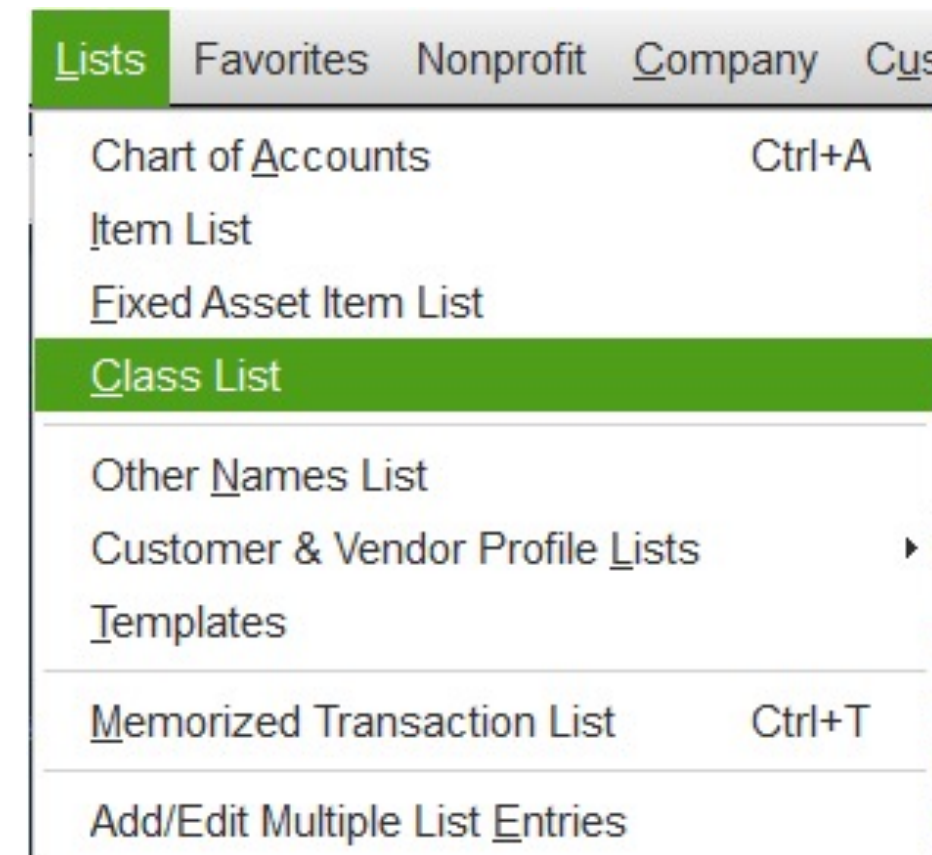 Lists Favorites Nonprofit Company Cus
Chart of Accounts Ctrl+A
Item List
Fixed Asset Item List
Class List
Other Names List
Customer & Vendor Profile Lists
Templates
Memorized Transaction List Ctrl+T
Add/Edit Multiple List Entries